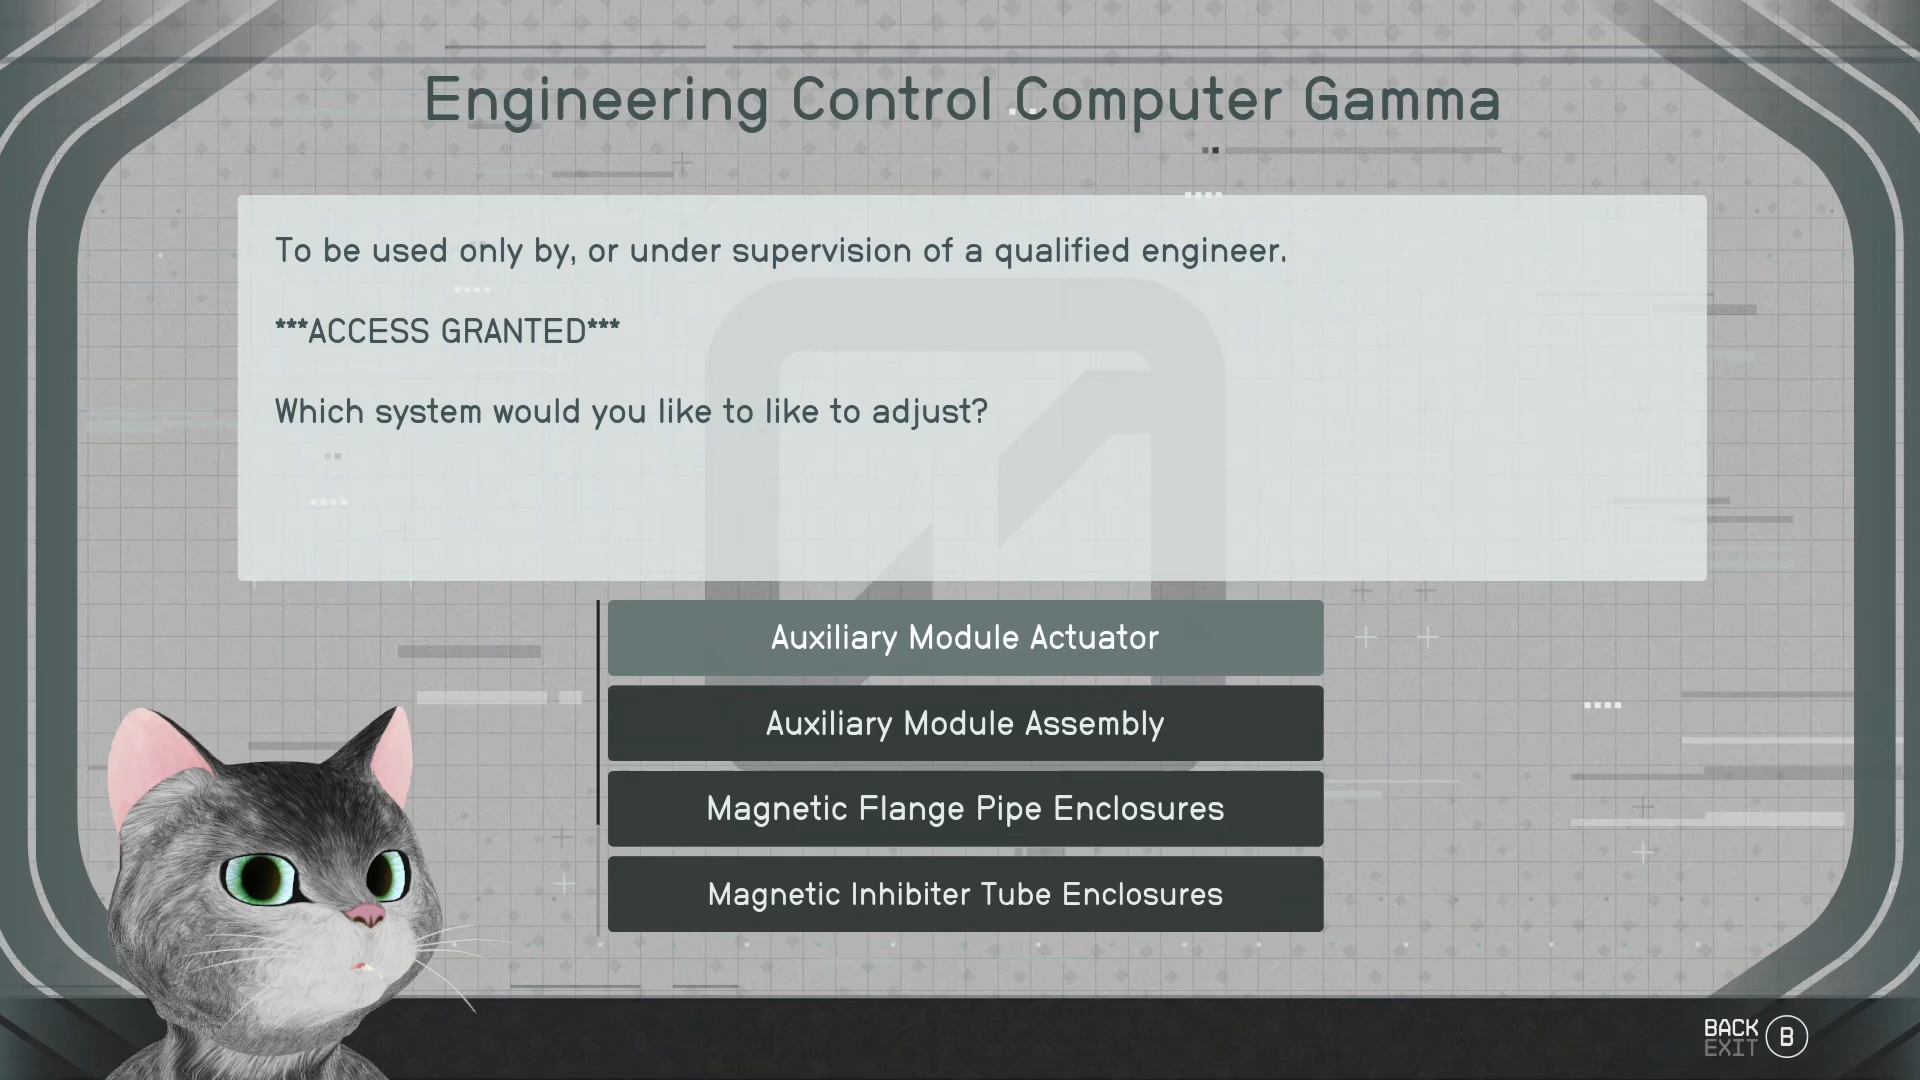 Engineering Control Computer Gamma
To be used only by, or under supervision of a qualified engineer.
***ACCESS GRANTED***
Which system would you like to like to adjust?
Auxiliary Module Actuator
Auxiliary Module Assembly
Magnetic Flange Pipe Enclosures
Magnetic Inhibiter Tube Enclosures
BACK
EXIT
B